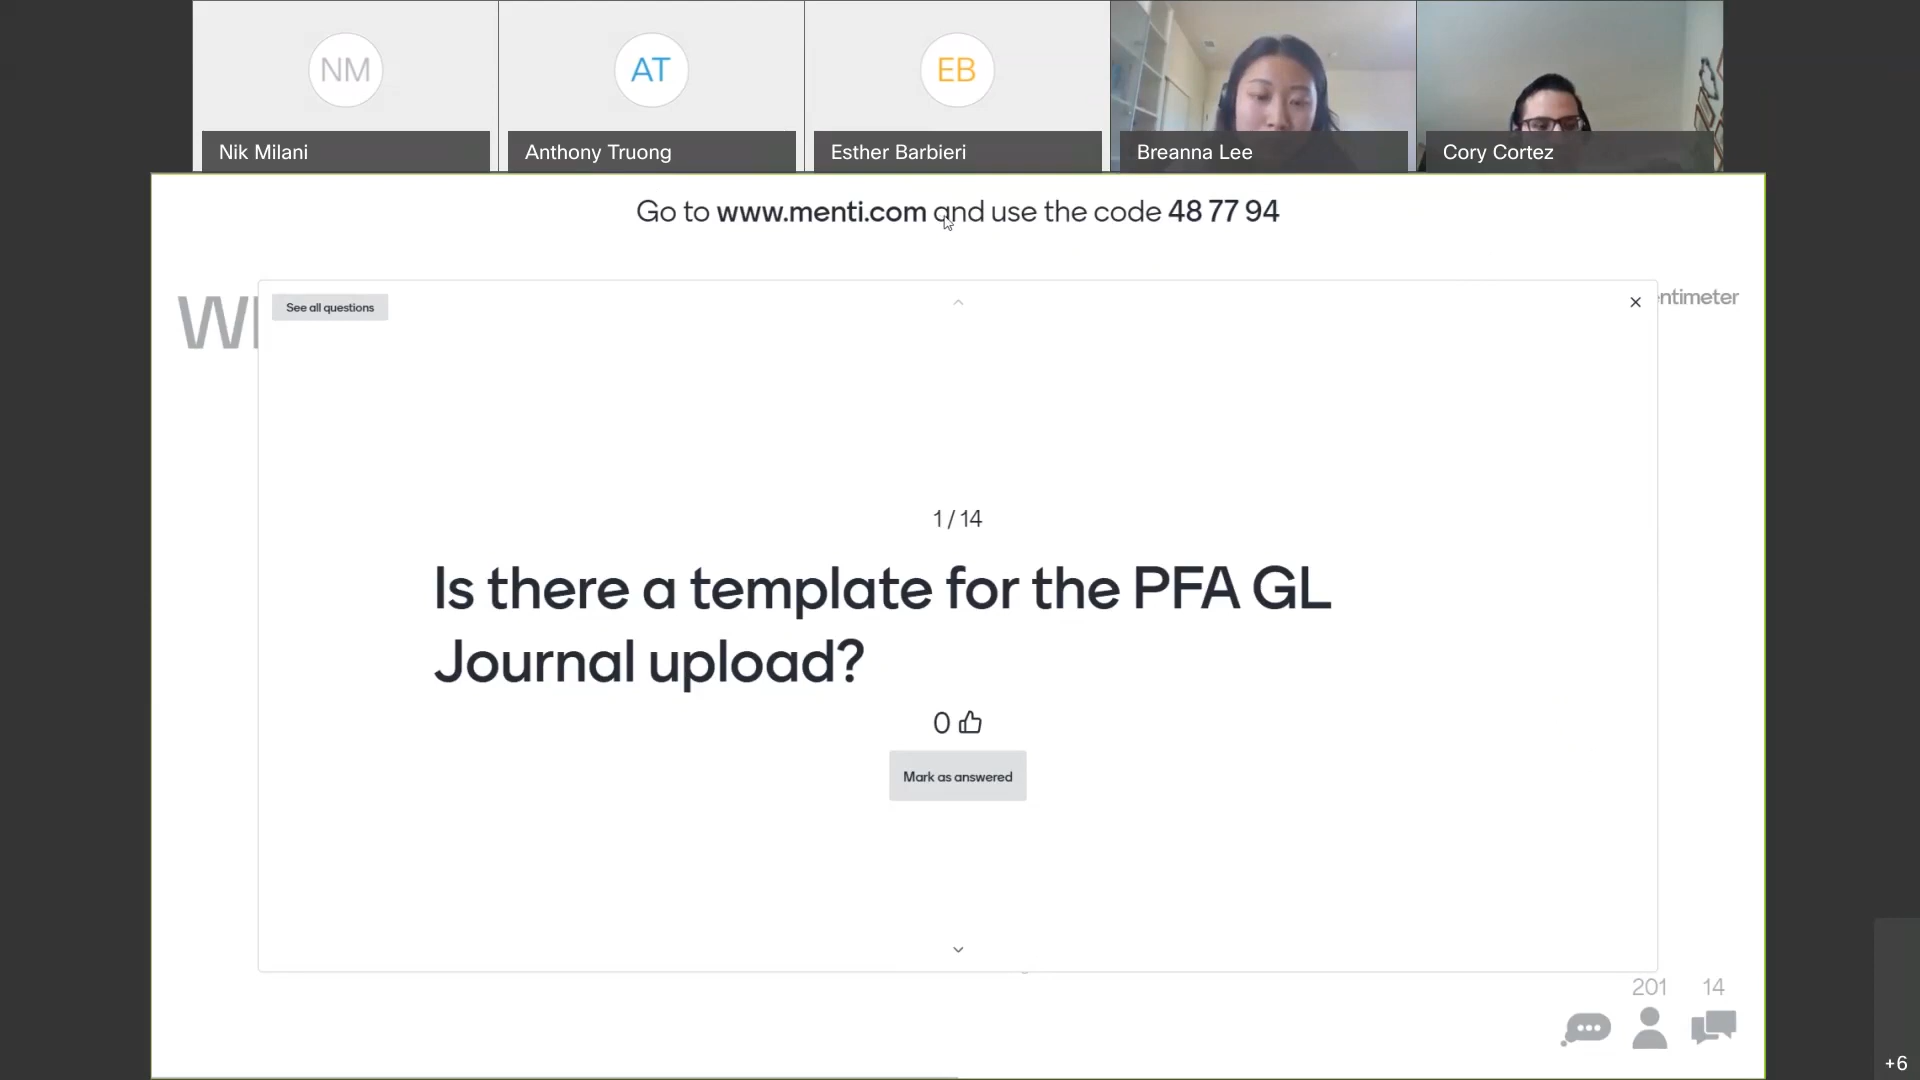 NM
AT
EB
Nik Milani
Anthony Truong
Esther Barbieri
Breanna Lee
Cory Cortez
Go to www.menti.com and use the code 48 77 94
See all questions
W
ntimeter
1 / 14
Is there a template for the PFA GL
Journal upload?
0
Mark as answered
201
14
+6